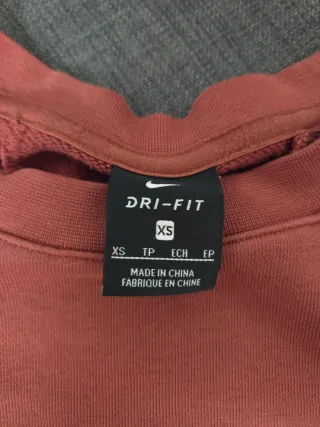 DRI-FIT
XS
XS TP ECH EP
MADE IN CHINA
FABRIQUE EN CHINE